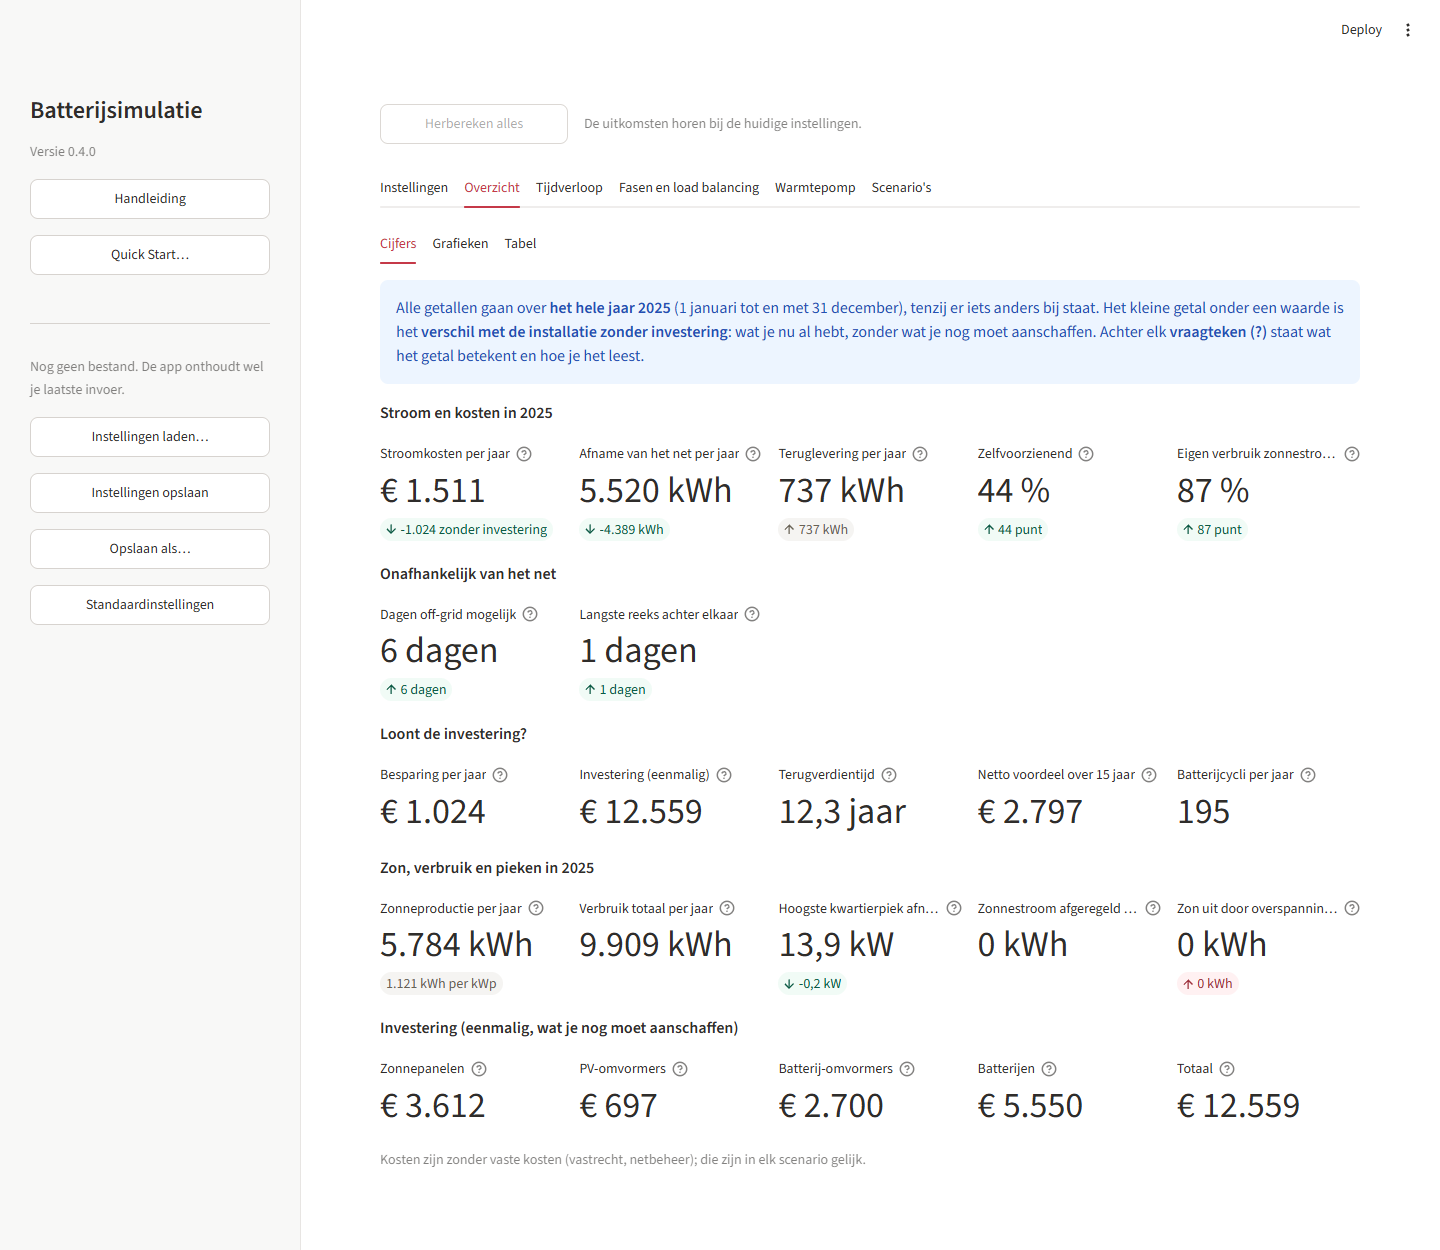 Deploy
Batterijsimulatie
Versie 0.4.0
Handleiding
Quick Start…
Nog geen bestand. De app onthoudt wel
je laatste invoer.
Instellingen laden…
Instellingen opslaan
Opslaan als…
Standaardinstellingen
Herbereken alles
De uitkomsten horen bij de huidige instellingen.
Instellingen Overzicht Tijdverloop Fasen en load balancing Warmtepomp Scenario's
Cijfers Grafieken Tabel
Alle getallen gaan over het hele jaar 2025 (1 januari tot en met 31 december), tenzij er iets anders bij staat. Het kleine getal onder een waarde is
het verschil met de installatie zonder investering: wat je nu al hebt, zonder wat je nog moet aanschaffen. Achter elk vraagteken (?) staat wat
het getal betekent en hoe je het leest.
Stroom en kosten in 2025
Stroomkosten per jaar Afname van het net per jaar Teruglevering per jaar Zelfvoorzienend Eigen verbruik zonnestro…
€ 1.511 5.520 kWh 737 kWh 44 % 87 %
↓ -1.024 zonder investering ↓ -4.389 kWh ↑ 737 kWh ↑ 44 punt ↑ 87 punt
Onafhankelijk van het net
Dagen off-grid mogelijk Langste reeks achter elkaar
6 dagen 1 dagen
↑ 6 dagen ↑ 1 dagen
Loont de investering?
Besparing per jaar Investering (eenmalig) Terugverdientijd Netto voordeel over 15 jaar Batterijcycli per jaar
€ 1.024 € 12.559 12,3 jaar € 2.797 195
Zon, verbruik en pieken in 2025
Zonneproductie per jaar Verbruik totaal per jaar Hoogste kwartierpiek afn… Zonnestroom afgeregeld … Zon uit door overspannin…
5.784 kWh 9.909 kWh 13,9 kW 0 kWh 0 kWh
1.121 kWh per kWp ↓ -0,2 kW ↑ 0 kWh
Investering (eenmalig, wat je nog moet aanschaffen)
Zonnepanelen PV-omvormers Batterij-omvormers Batterijen Totaal
€ 3.612 € 697 € 2.700 € 5.550 € 12.559
Kosten zijn zonder vaste kosten (vastrecht, netbeheer); die zijn in elk scenario gelijk.